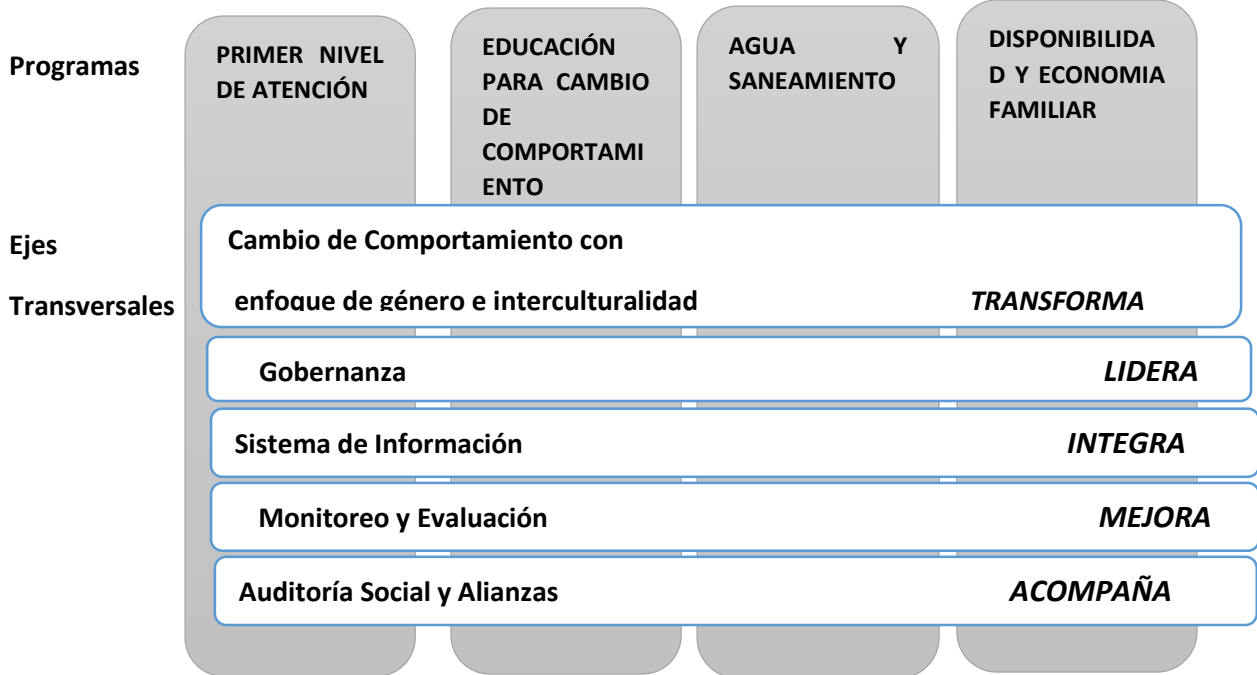 Programas
PRIMER NIVEL
DE ATENCIÓN
EDUCACIÓN
PARA CAMBIO
DE
COMPORTAMI
ENTO
AGUA Y
SANEAMIENTO
DISPONIBILIDA
D Y ECONOMIA
FAMILIAR
Ejes
Transversales
Cambio de Comportamiento con
enfoque de género e interculturalidad TRANSFORMA
Gobernanza LIDERA
Sistema de Información INTEGRA
Monitoreo y Evaluación MEJORA
Auditoría Social y Alianzas ACOMPAÑA